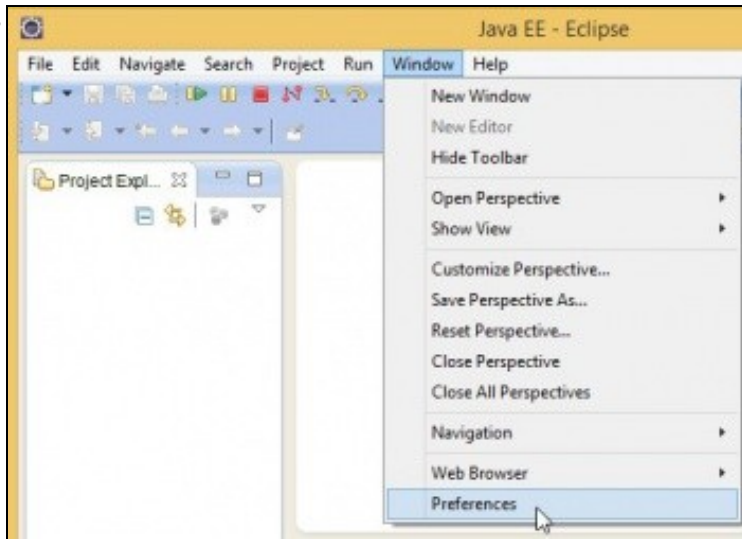 Java EE - Eclipse
File Edit Navigate Search Project Run Window Help
Project Expl...
New Window
New Editor
Hide Toolbar
Open Perspective
Show View
Customize Perspective...
Save Perspective As...
Reset Perspective...
Close Perspective
Close All Perspectives
Navigation
Web Browser
Preferences